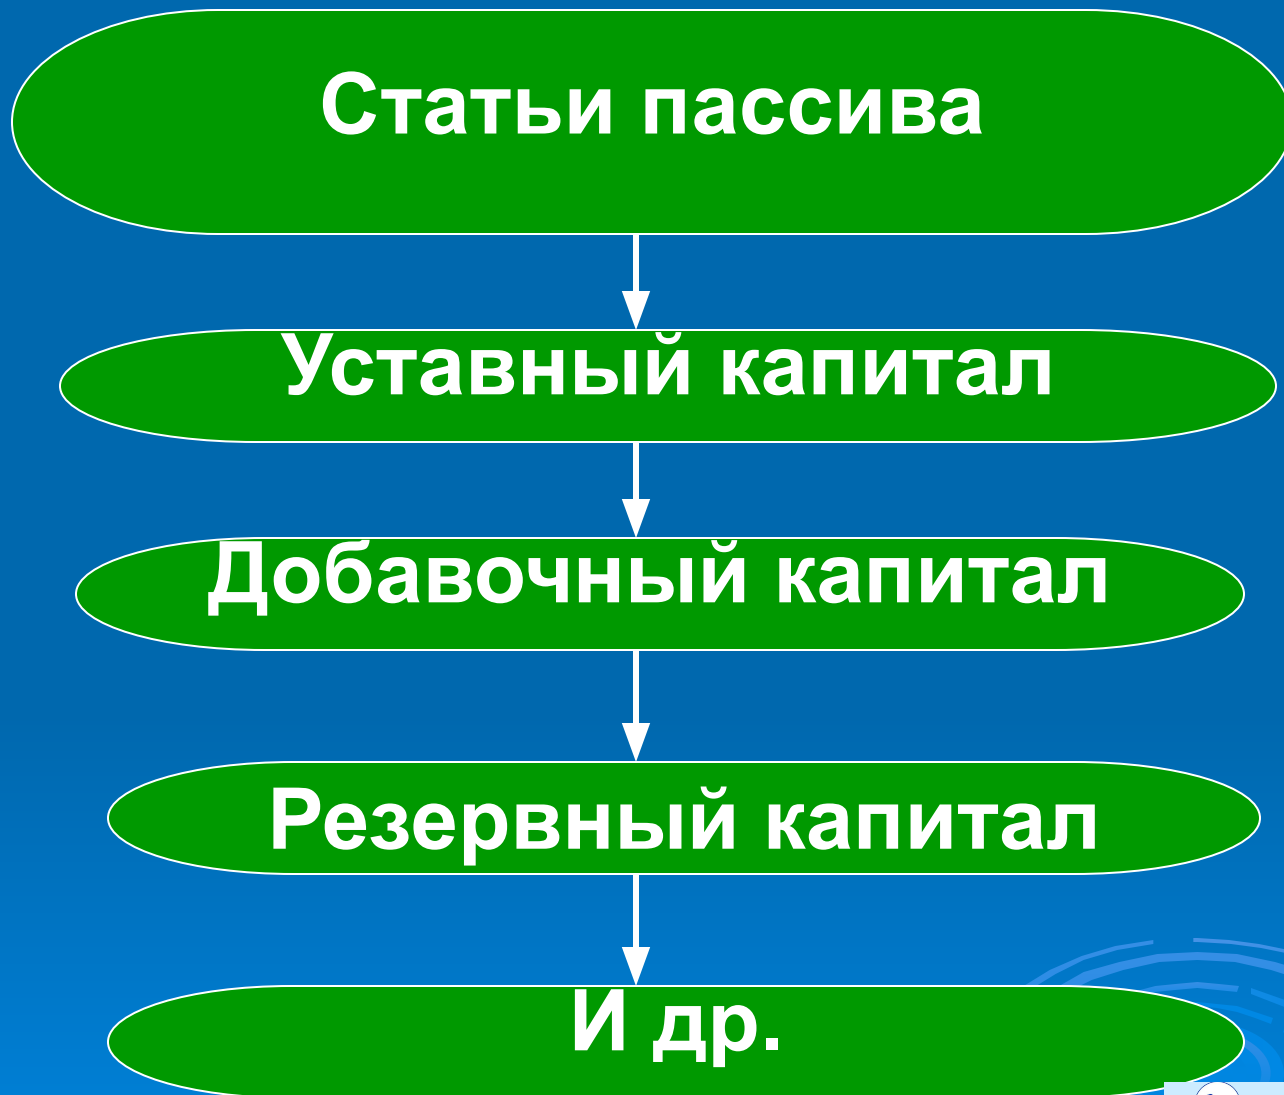 Статьи пассива
Уставный капитал
Добавочный капитал
Резервный капитал
И др.